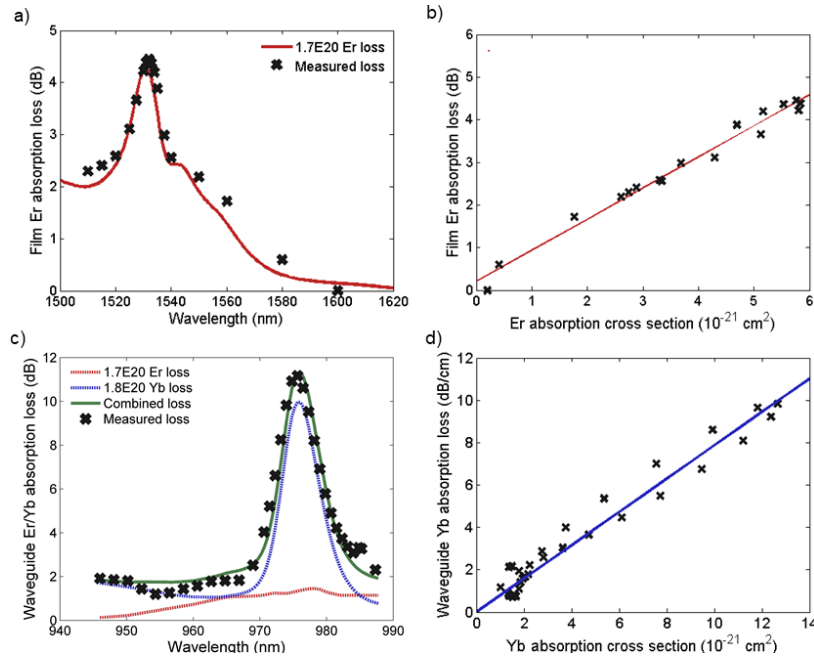 a)
6
5
4
3
2
1
0
1500 1520 1540 1560 1580 1600 1620
Film Er absorption loss (dB)
Wavelength (nm)
1.7E20 Er loss
Measured loss
b)
6
5
4
3
2
1
0
0 1 2 3 4 5 6
Film Er absorption loss (dB)
Er absorption cross section (10⁻²¹ cm²)
c)
12
10
8
6
4
2
0
940 950 960 970 980 990
Waveguide Er/Yb absorption loss (dB)
Wavelength (nm)
1.7E20 Er loss
1.8E20 Yb loss
Combined loss
Measured loss
d)
12
10
8
6
4
2
0
0 2 4 6 8 10 12 14
Waveguide Yb absorption loss (dB/cm)
Yb absorption cross section (10⁻²¹ cm²)